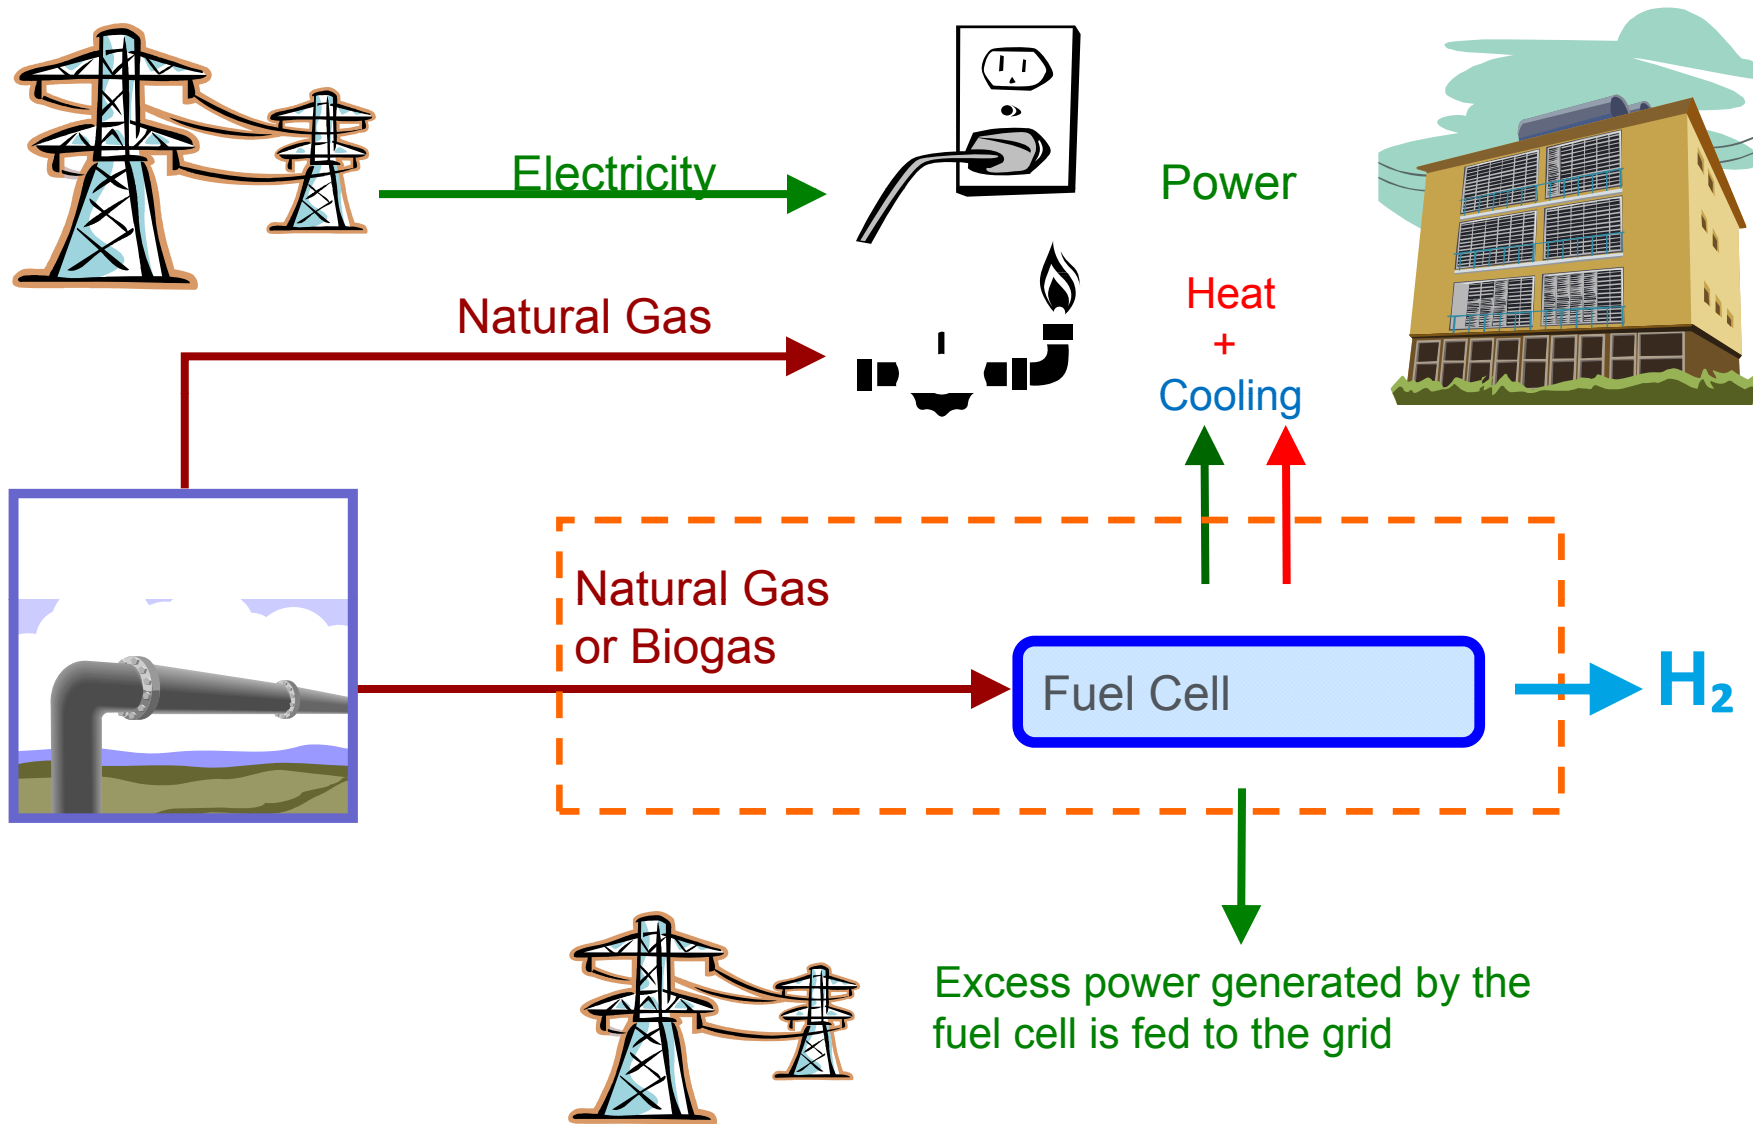 Electricity
Power
Natural Gas
Heat
+
Cooling
Natural Gas
or Biogas
Fuel Cell
H₂
Excess power generated by the
fuel cell is fed to the grid